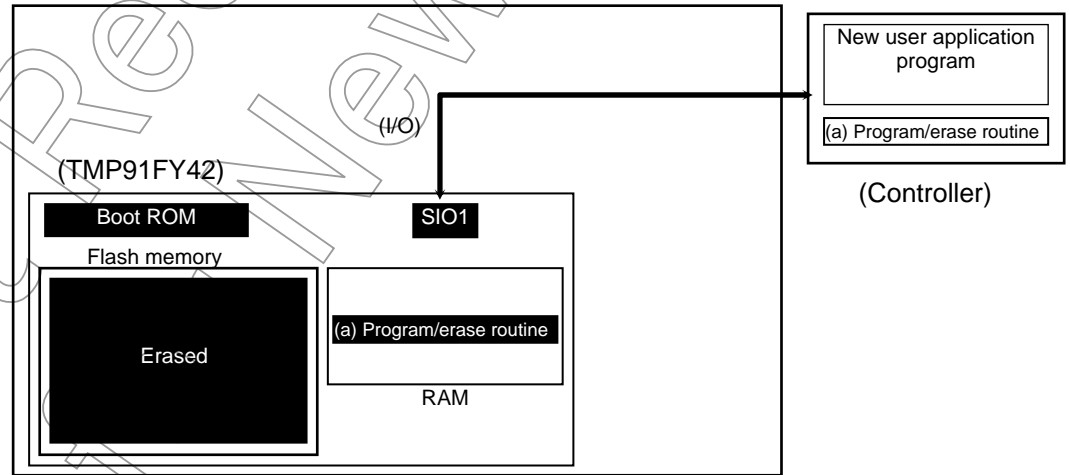 New user application
program
(a) Program/erase routine
(Controller)
(I/O)
(TMP91FY42)
Boot ROM
SIO1
Flash memory
Erased
(a) Program/erase routine
RAM